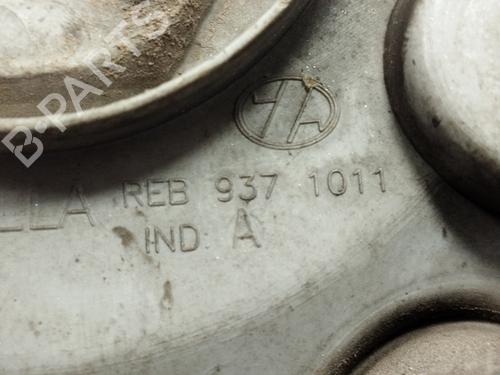 B-PARTS
LLA REB 937 1011
IND. A